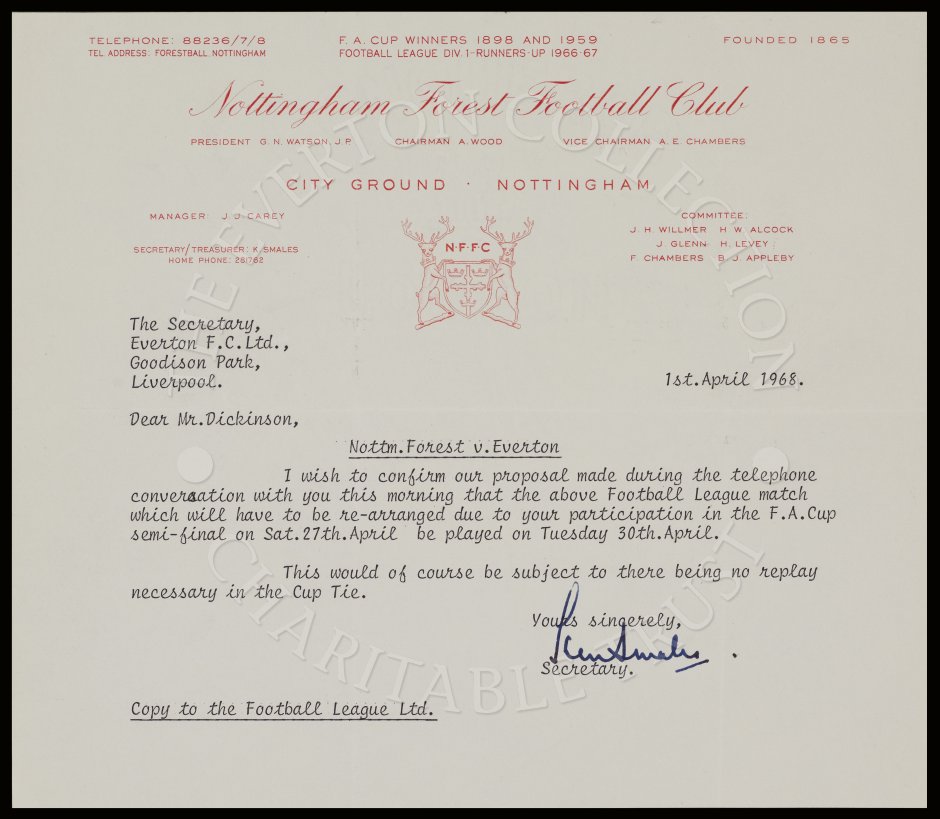 TELEPHONE: 88236/7/8
TEL. ADDRESS: FORESTBALL, NOTTINGHAM
F. A. CUP WINNERS 1898 AND 1959
FOOTBALL LEAGUE DIV. 1-RUNNERS-UP 1966-67
FOUNDED 1865
Nottingham Forest Football Club
PRESIDENT G. N. WATSON, J.P. CHAIRMAN A. WOOD VICE CHAIRMAN A. E. CHAMBERS
CITY GROUND · NOTTINGHAM
MANAGER: J. J. CAREY
SECRETARY/TREASURER: K. SMALES
HOME PHONE: 281762
N·F·F·C
COMMITTEE:
J. H. WILLMER H. W. ALCOCK
J. GLENN H. LEVEY
F. CHAMBERS B. J. APPLEBY
The Secretary,
Everton F.C.Ltd.,
Goodison Park,
Liverpool.
1st.April 1968.
Dear Mr.Dickinson,
Nottm.Forest v.Everton
I wish to confirm our proposal made during the telephone
conversation with you this morning that the above Football League match
which will have to be re-arranged due to your participation in the F.A.Cup
semi-final on Sat.27th.April be played on Tuesday 30th.April.
This would of course be subject to there being no replay
necessary in the Cup Tie.
Yours sincerely,
Ken Smales
Secretary.
Copy to the Football League Ltd.
THE EVERTON COLLECTION
CHARITABLE TRUST